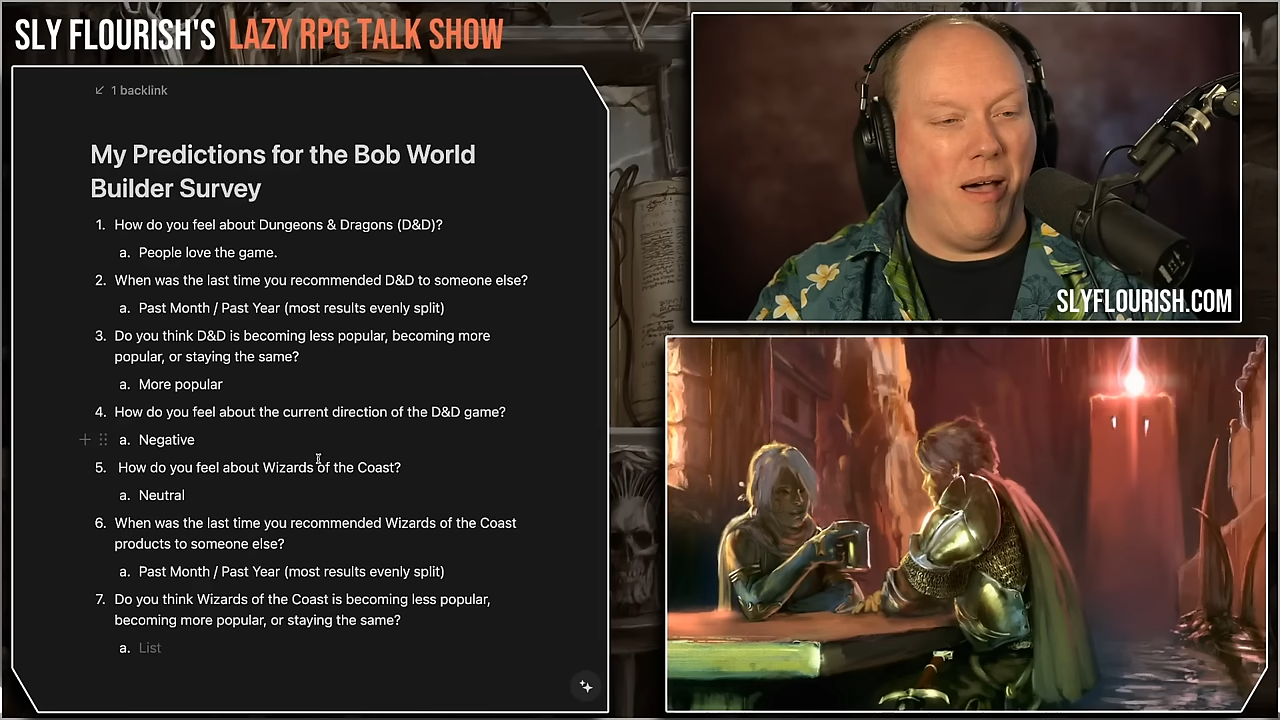 SLY FLOURISH'S LAZY RPG TALK SHOW
1 backlink
My Predictions for the Bob World
Builder Survey
1. How do you feel about Dungeons & Dragons (D&D)?
a. People love the game.
2. When was the last time you recommended D&D to someone else?
a. Past Month / Past Year (most results evenly split)
3. Do you think D&D is becoming less popular, becoming more
popular, or staying the same?
a. More popular
4. How do you feel about the current direction of the D&D game?
a. Negative
5. How do you feel about Wizards of the Coast?
a. Neutral
6. When was the last time you recommended Wizards of the Coast
products to someone else?
a. Past Month / Past Year (most results evenly split)
7. Do you think Wizards of the Coast is becoming less popular,
becoming more popular, or staying the same?
a. List
SLYFLOURISH.COM